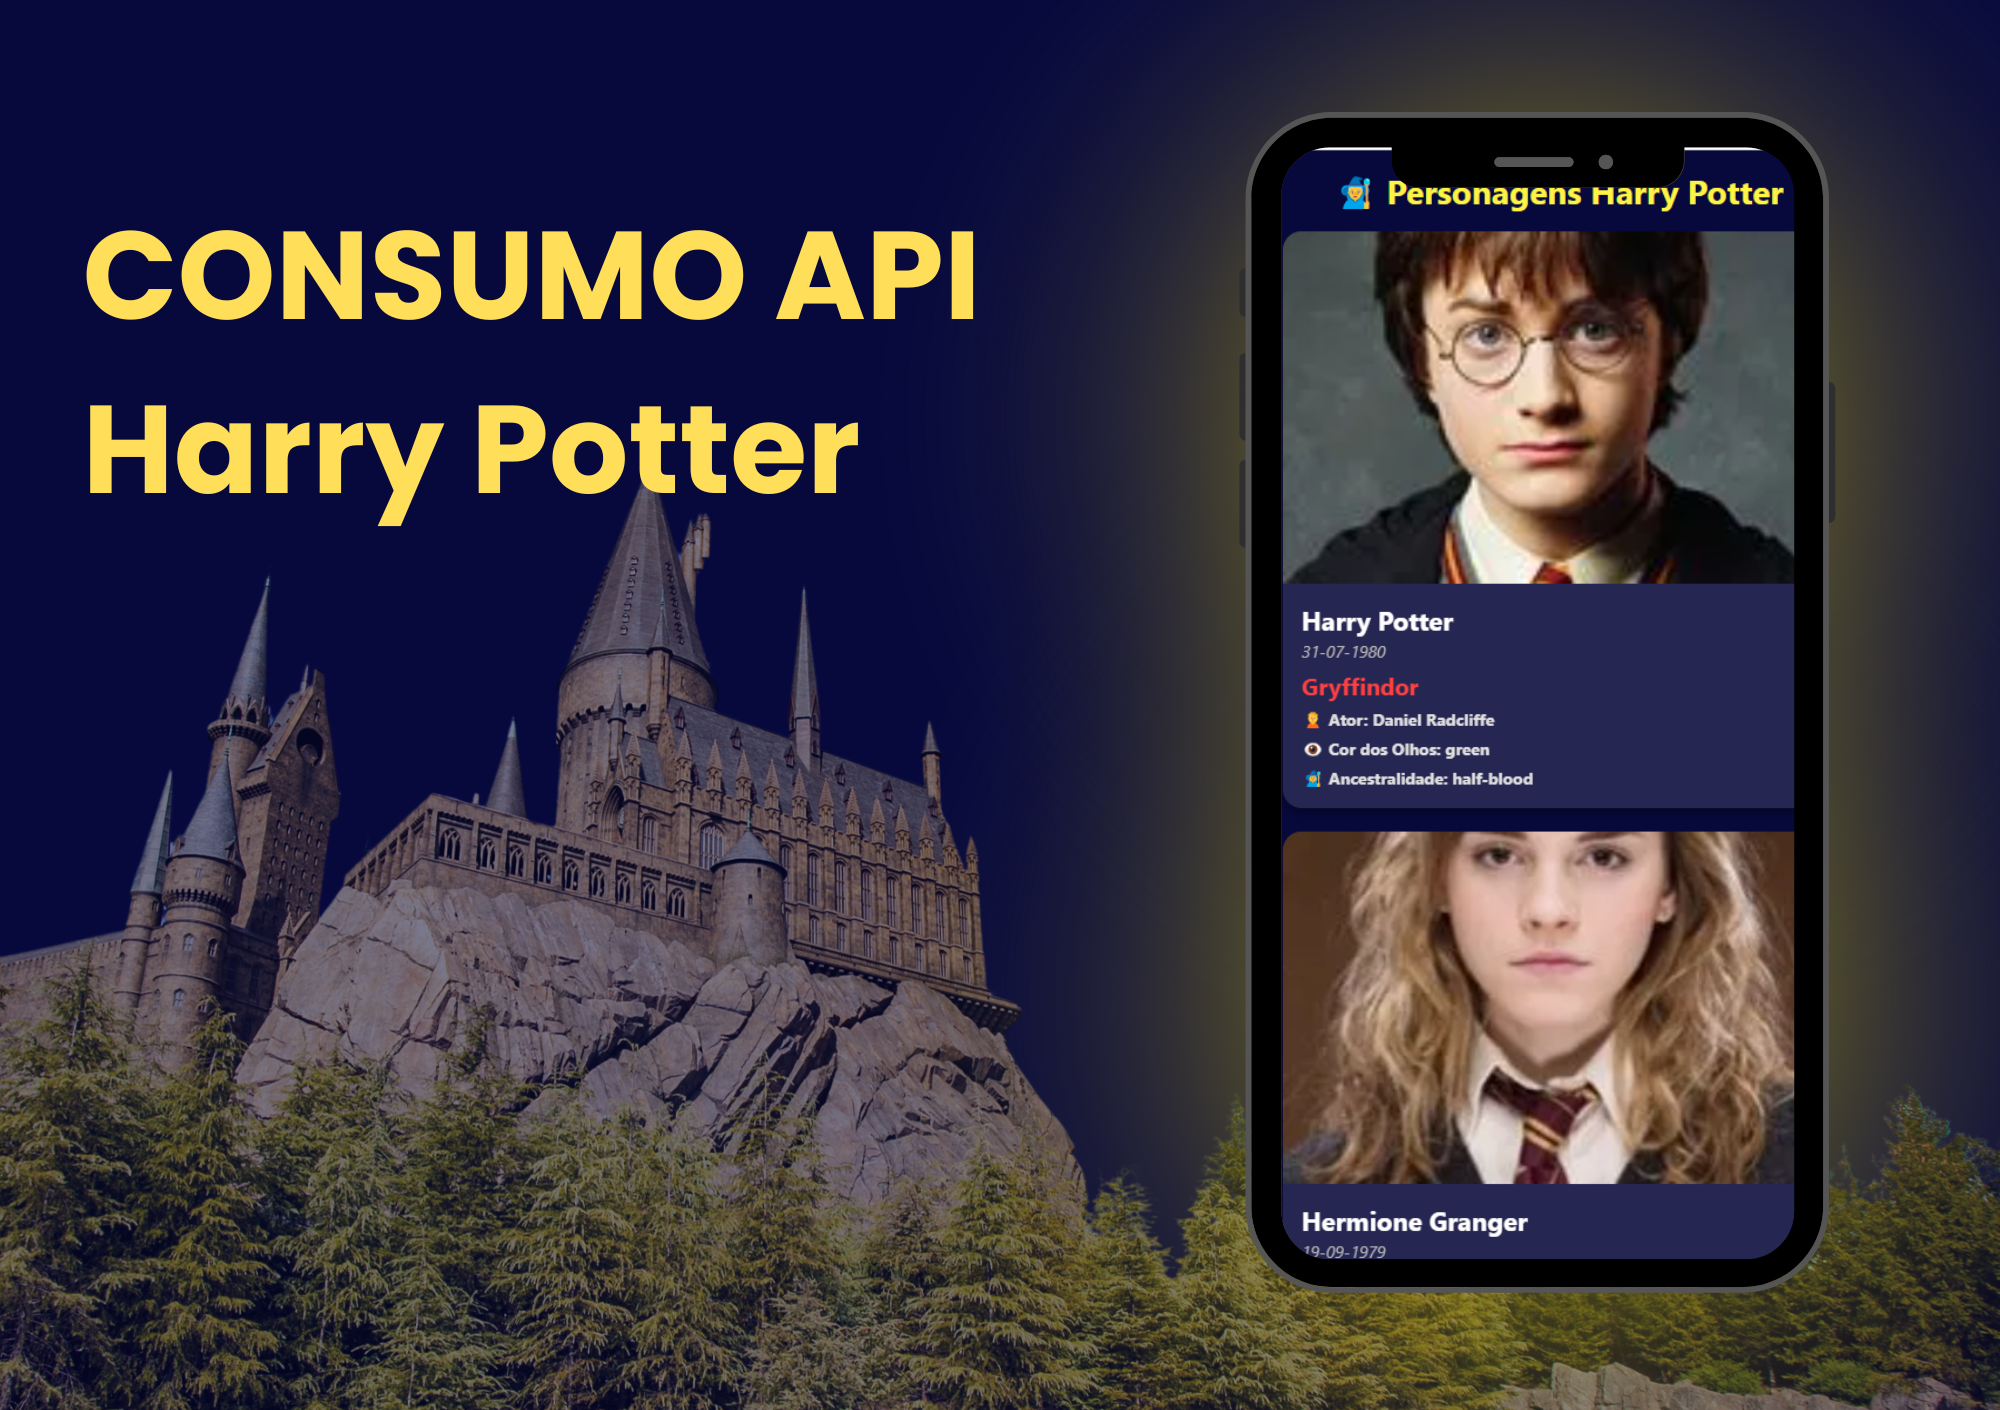 CONSUMO API
Harry Potter
Personagens Harry Potter
Harry Potter
31-07-1980
Gryffindor
Ator: Daniel Radcliffe
Cor dos Olhos: green
Ancestralidade: half-blood
Hermione Granger
19-09-1979